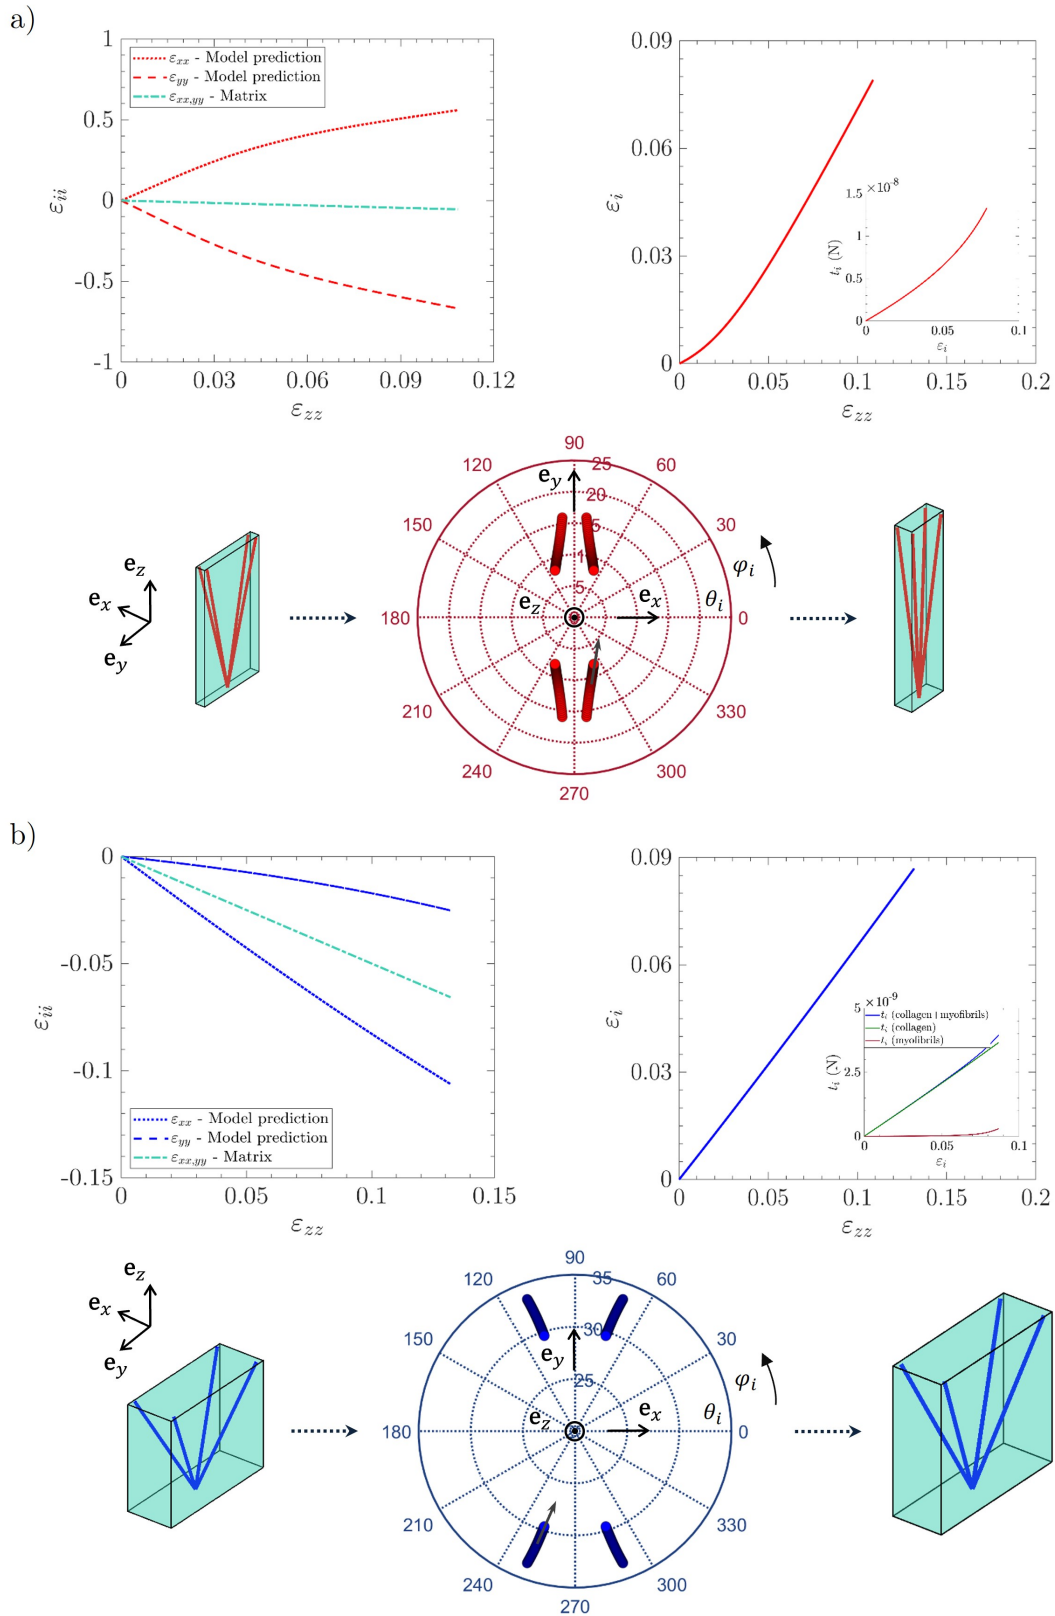 a)
1
0.5
0
-0.5
-1
ε_ii
ε_xx - Model prediction
ε_yy - Model prediction
ε_xx,yy - Matrix
0 0.03 0.06 0.09 0.12
ε_zz
0.09
0.06
0.03
0
ε_i
1.5 ×10^-8
1
0.5
0
t_i (N)
0 0.05 0.1
ε_i
0 0.05 0.1 0.15 0.2
ε_zz
e_z
e_x
e_y
90
120 25 60
e_y 20
150 30
5
φ_i
e_z e_x θ_i
180 0
210 330
240 300
270
b)
0
-0.05
-0.1
-0.15
ε_ii
ε_xx - Model prediction
ε_yy - Model prediction
ε_xx,yy - Matrix
0 0.05 0.1 0.15
ε_zz
0.09
0.06
0.03
0
ε_i
5 ×10^-9
t_i (collagen+myofibrils)
t_i (collagen)
t_i (myofibrils)
2.5
0
t_i (N)
0 0.05 0.1
ε_i
0 0.05 0.1 0.15 0.2
ε_zz
e_z
e_x
e_y
90
120 35 60
150 30 30
e_y
25
φ_i
e_z e_x θ_i
180 0
210 330
240 300
270